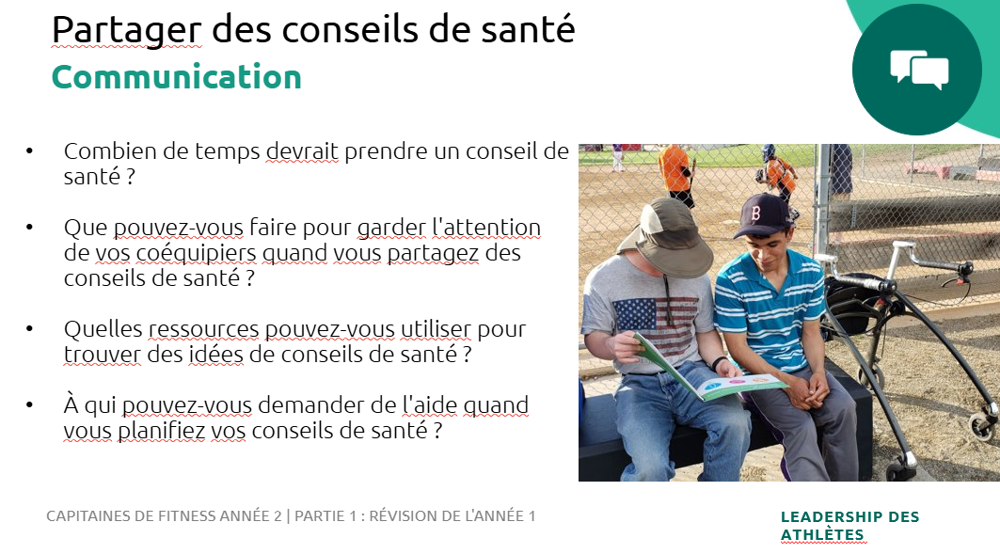 Partager des conseils de santé
Communication
• Combien de temps devrait prendre un conseil de
santé ?
• Que pouvez-vous faire pour garder l'attention
de vos coéquipiers quand vous partagez des
conseils de santé ?
• Quelles ressources pouvez-vous utiliser pour
trouver des idées de conseils de santé ?
• À qui pouvez-vous demander de l'aide quand
vous planifiez vos conseils de santé ?
B
CAPITAINES DE FITNESS ANNÉE 2 | PARTIE 1 : RÉVISION DE L'ANNÉE 1
LEADERSHIP DES
ATHLÈTES